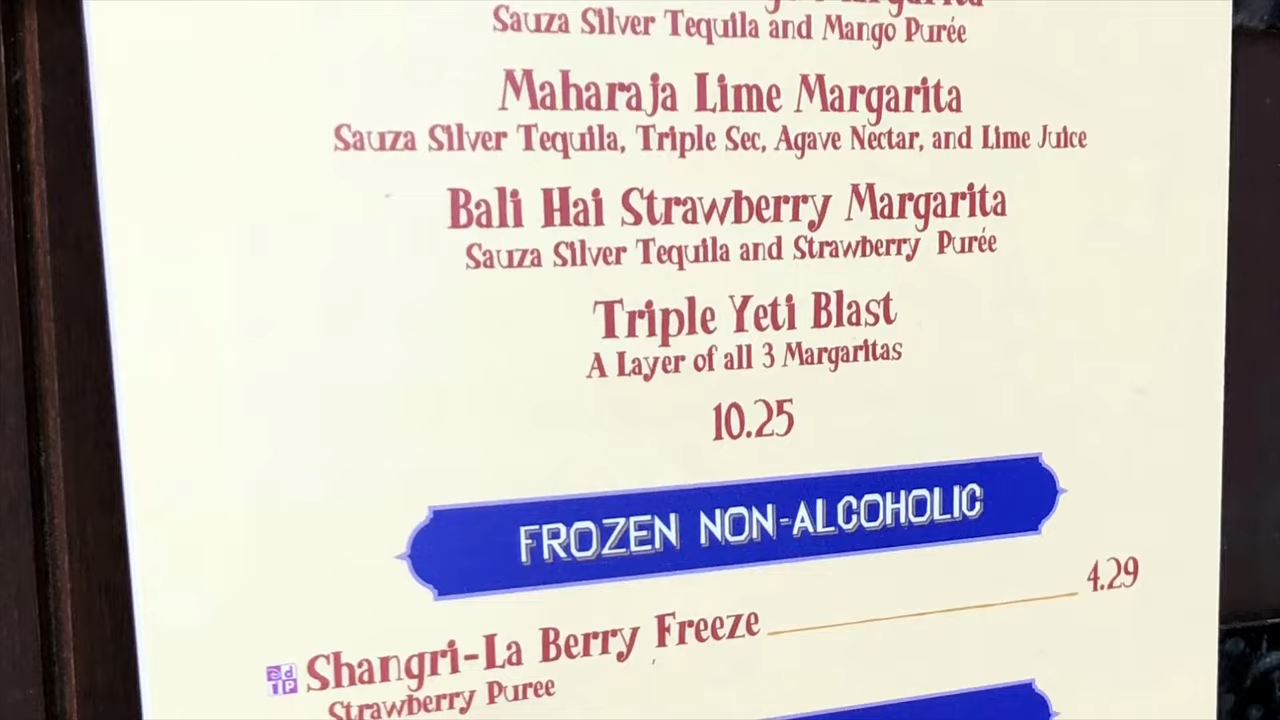 Margarita
Sauza Silver Tequila and Mango Purée
Maharaja Lime Margarita
Sauza Silver Tequila, Triple Sec, Agave Nectar, and Lime Juice
Bali Hai Strawberry Margarita
Sauza Silver Tequila and Strawberry Purée
Triple Yeti Blast
A Layer of all 3 Margaritas
10.25
FROZEN NON-ALCOHOLIC
Shangri-La Berry Freeze 4.29
Strawberry Puree